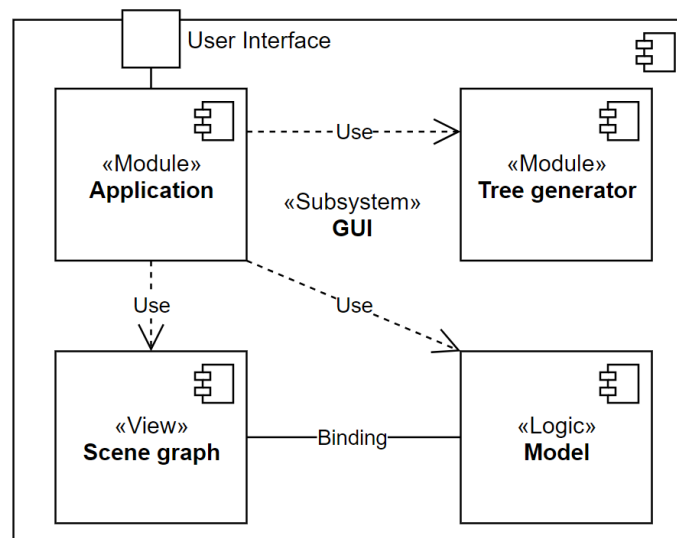 User Interface
«Module»
Application
Use
«Module»
Tree generator
«Subsystem»
GUI
Use
Use
«View»
Scene graph
Binding
«Logic»
Model